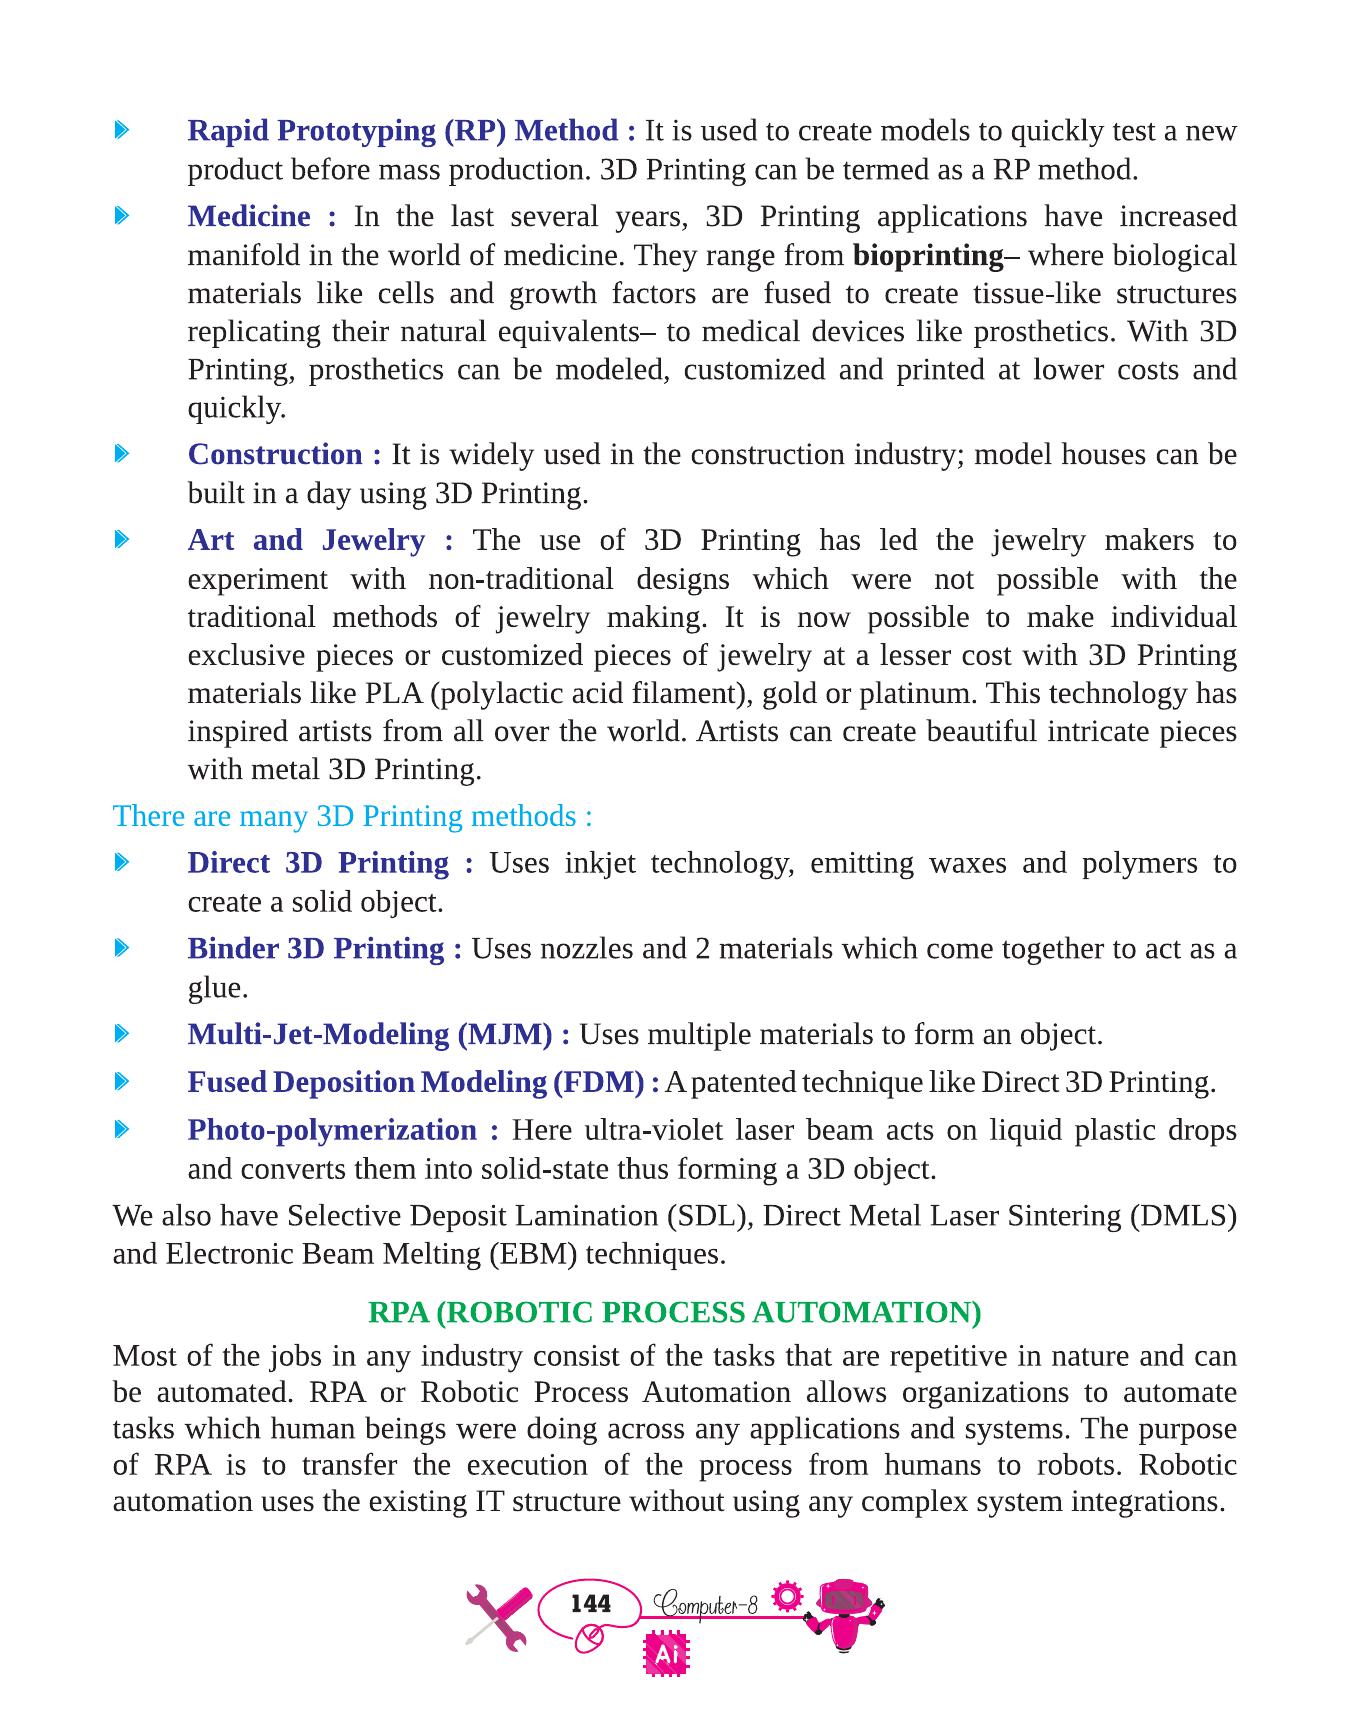 Rapid Prototyping (RP) Method : It is used to create models to quickly test a new
product before mass production. 3D Printing can be termed as a RP method.
Medicine : In the last several years, 3D Printing applications have increased
manifold in the world of medicine. They range from bioprinting– where biological
materials like cells and growth factors are fused to create tissue-like structures
replicating their natural equivalents– to medical devices like prosthetics. With 3D
Printing, prosthetics can be modeled, customized and printed at lower costs and
quickly.
Construction : It is widely used in the construction industry; model houses can be
built in a day using 3D Printing.
Art and Jewelry : The use of 3D Printing has led the jewelry makers to
experiment with non-traditional designs which were not possible with the
traditional methods of jewelry making. It is now possible to make individual
exclusive pieces or customized pieces of jewelry at a lesser cost with 3D Printing
materials like PLA (polylactic acid filament), gold or platinum. This technology has
inspired artists from all over the world. Artists can create beautiful intricate pieces
with metal 3D Printing.
There are many 3D Printing methods :
Direct 3D Printing : Uses inkjet technology, emitting waxes and polymers to
create a solid object.
Binder 3D Printing : Uses nozzles and 2 materials which come together to act as a
glue.
Multi-Jet-Modeling (MJM) : Uses multiple materials to form an object.
Fused Deposition Modeling (FDM) : A patented technique like Direct 3D Printing.
Photo-polymerization : Here ultra-violet laser beam acts on liquid plastic drops
and converts them into solid-state thus forming a 3D object.
We also have Selective Deposit Lamination (SDL), Direct Metal Laser Sintering (DMLS)
and Electronic Beam Melting (EBM) techniques.
RPA (ROBOTIC PROCESS AUTOMATION)
Most of the jobs in any industry consist of the tasks that are repetitive in nature and can
be automated. RPA or Robotic Process Automation allows organizations to automate
tasks which human beings were doing across any applications and systems. The purpose
of RPA is to transfer the execution of the process from humans to robots. Robotic
automation uses the existing IT structure without using any complex system integrations.
144 Computer-8
Ai